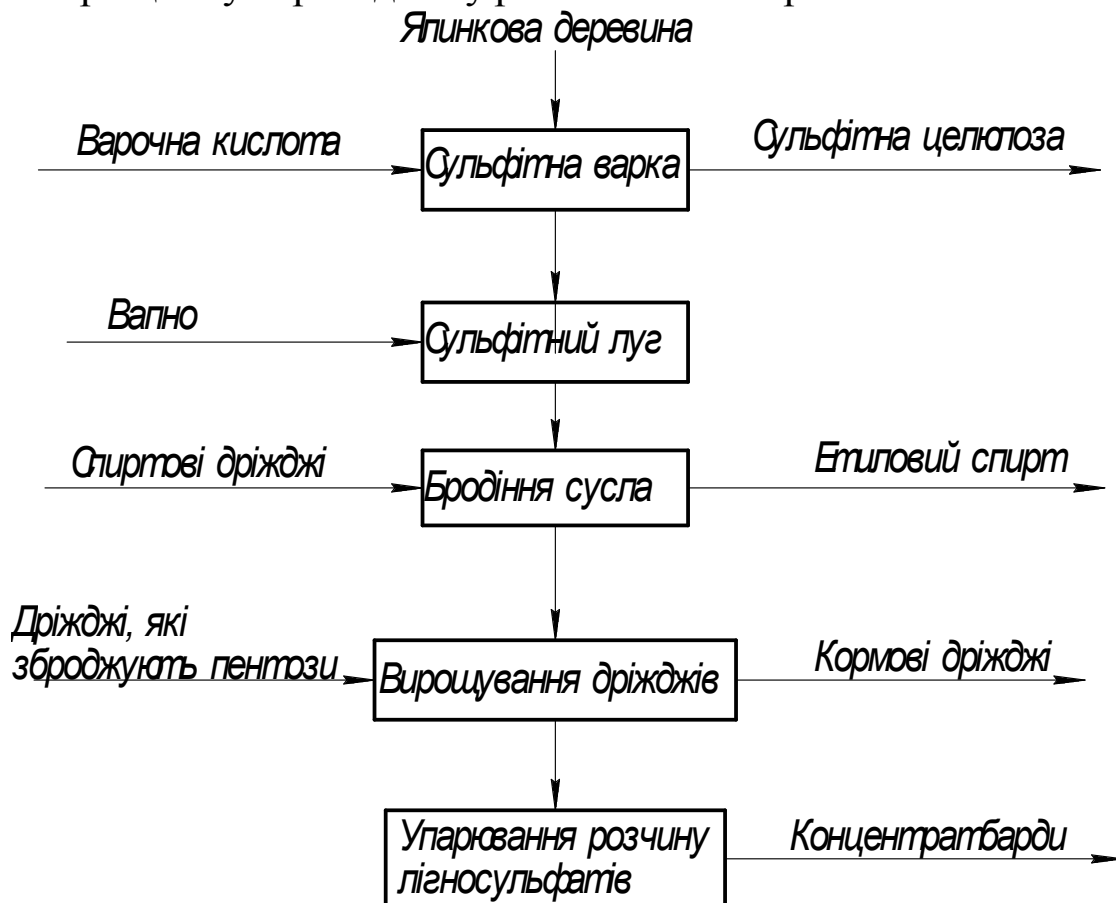 Ялинкова деревина
Варочна кислота
Сульфітна варка
Сульфітна целюлоза
Вапно
Сульфітний луг
Спиртові дріжджі
Бродіння сусла
Етиловий спирт
Дріжджі, які
зброджують пентози
Вирощування дріжджів
Кормові дріжджі
Упарювання розчину
лігносульфатів
Концентратбарди